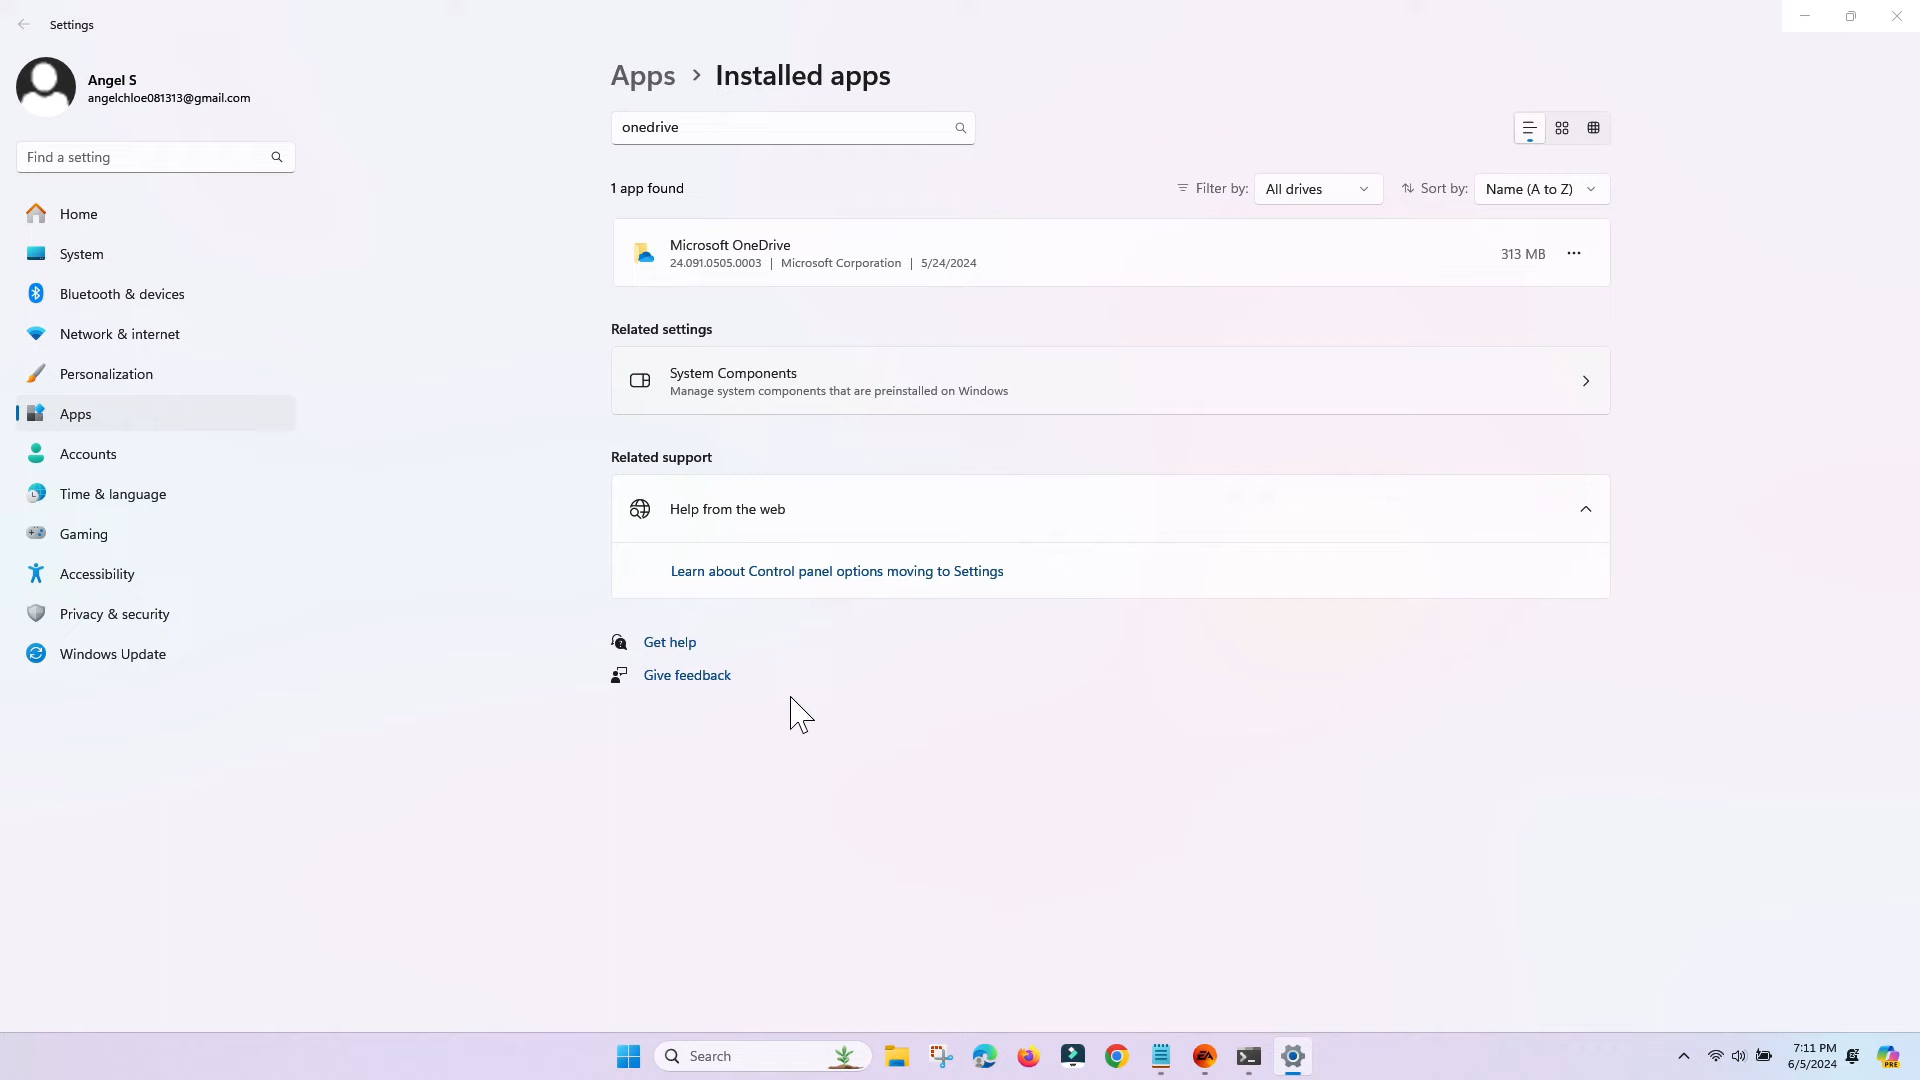 Settings
Angel S
angelchloe081313@gmail.com
Find a setting
Home
System
Bluetooth & devices
Network & internet
Personalization
Apps
Accounts
Time & language
Gaming
Accessibility
Privacy & security
Windows Update
Apps > Installed apps
onedrive
1 app found
Filter by: All drives
Sort by: Name (A to Z)
Microsoft OneDrive
24.091.0505.0003 | Microsoft Corporation | 5/24/2024
313 MB
Related settings
System Components
Manage system components that are preinstalled on Windows
Related support
Help from the web
Learn about Control panel options moving to Settings
Get help
Give feedback
Search
EA
7:11 PM
6/5/2024
PRE